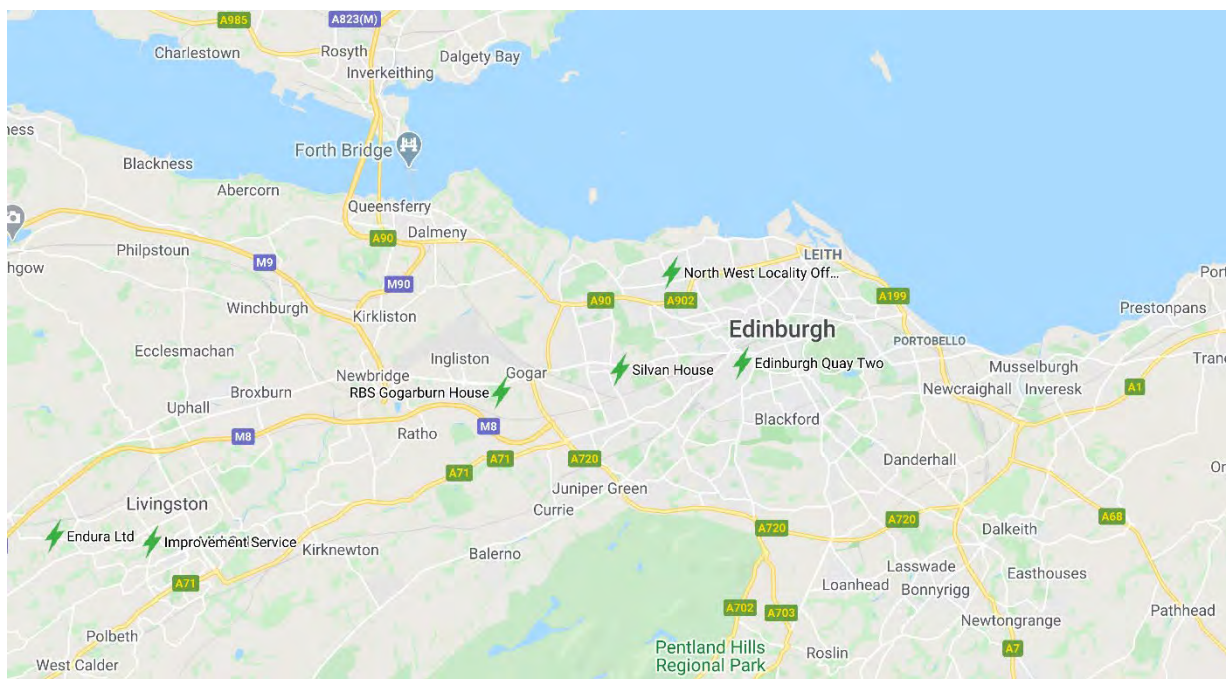 A985
A823(M)
Charlestown
Rosyth
Dalgety Bay
Inverkeithing
ness
Forth Bridge
Blackness
Abercorn
Queensferry
Dalmeny
A90
Philpstoun
hgow
M9
M90
LEITH
North West Locality Off...
A90
A902
A199
Por
Winchburgh
Kirkliston
Prestonpans
Edinburgh
PORTOBELLO
Ecclesmachan
Ingliston
Gogar
Silvan House
Edinburgh Quay Two
Musselburgh
Trane
Newbridge
RBS Gogarburn House
Newcraighall
Inveresk
A1
Broxburn
Uphall
Blackford
M8
Ratho
M8
A71
A720
Danderhall
A71
Or
Juniper Green
Livingston
Currie
A720
A720
A68
Endura Ltd
Improvement Service
Kirknewton
Balerno
Dalkeith
A71
Lasswade
Loanhead
Bonnyrigg
Easthouses
A702
A703
Pathhead
Polbeth
Newtongrange
West Calder
Pentland Hills
Regional Park
Roslin
A7